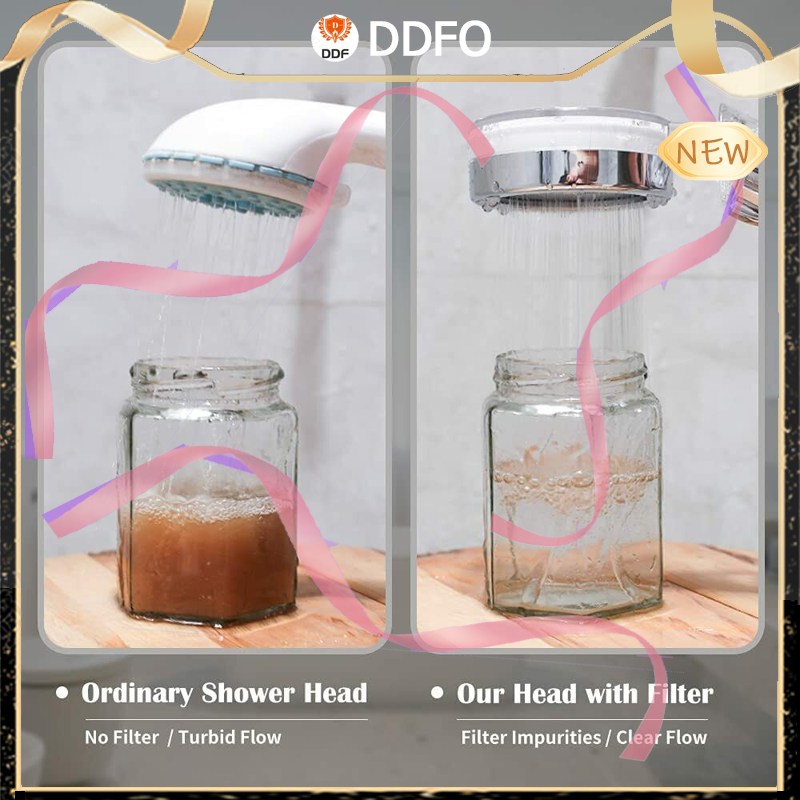 DDF DDFO
NEW
Ordinary Shower Head
Our Head with Filter
No Filter / Turbid Flow
Filter Impurities / Clear Flow